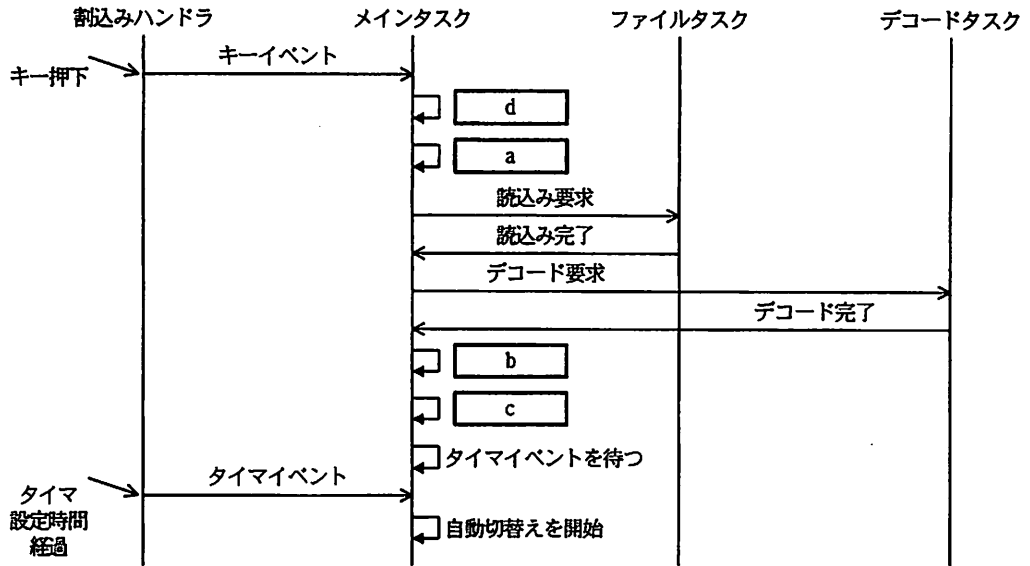 割込みハンドラ
メインタスク
ファイルタスク
デコードタスク
キー押下
キーイベント
d
a
読込み要求
読込み完了
デコード要求
デコード完了
b
c
タイマイベントを待つ
タイマイベント
タイマ
設定時間
経過
自動切替えを開始